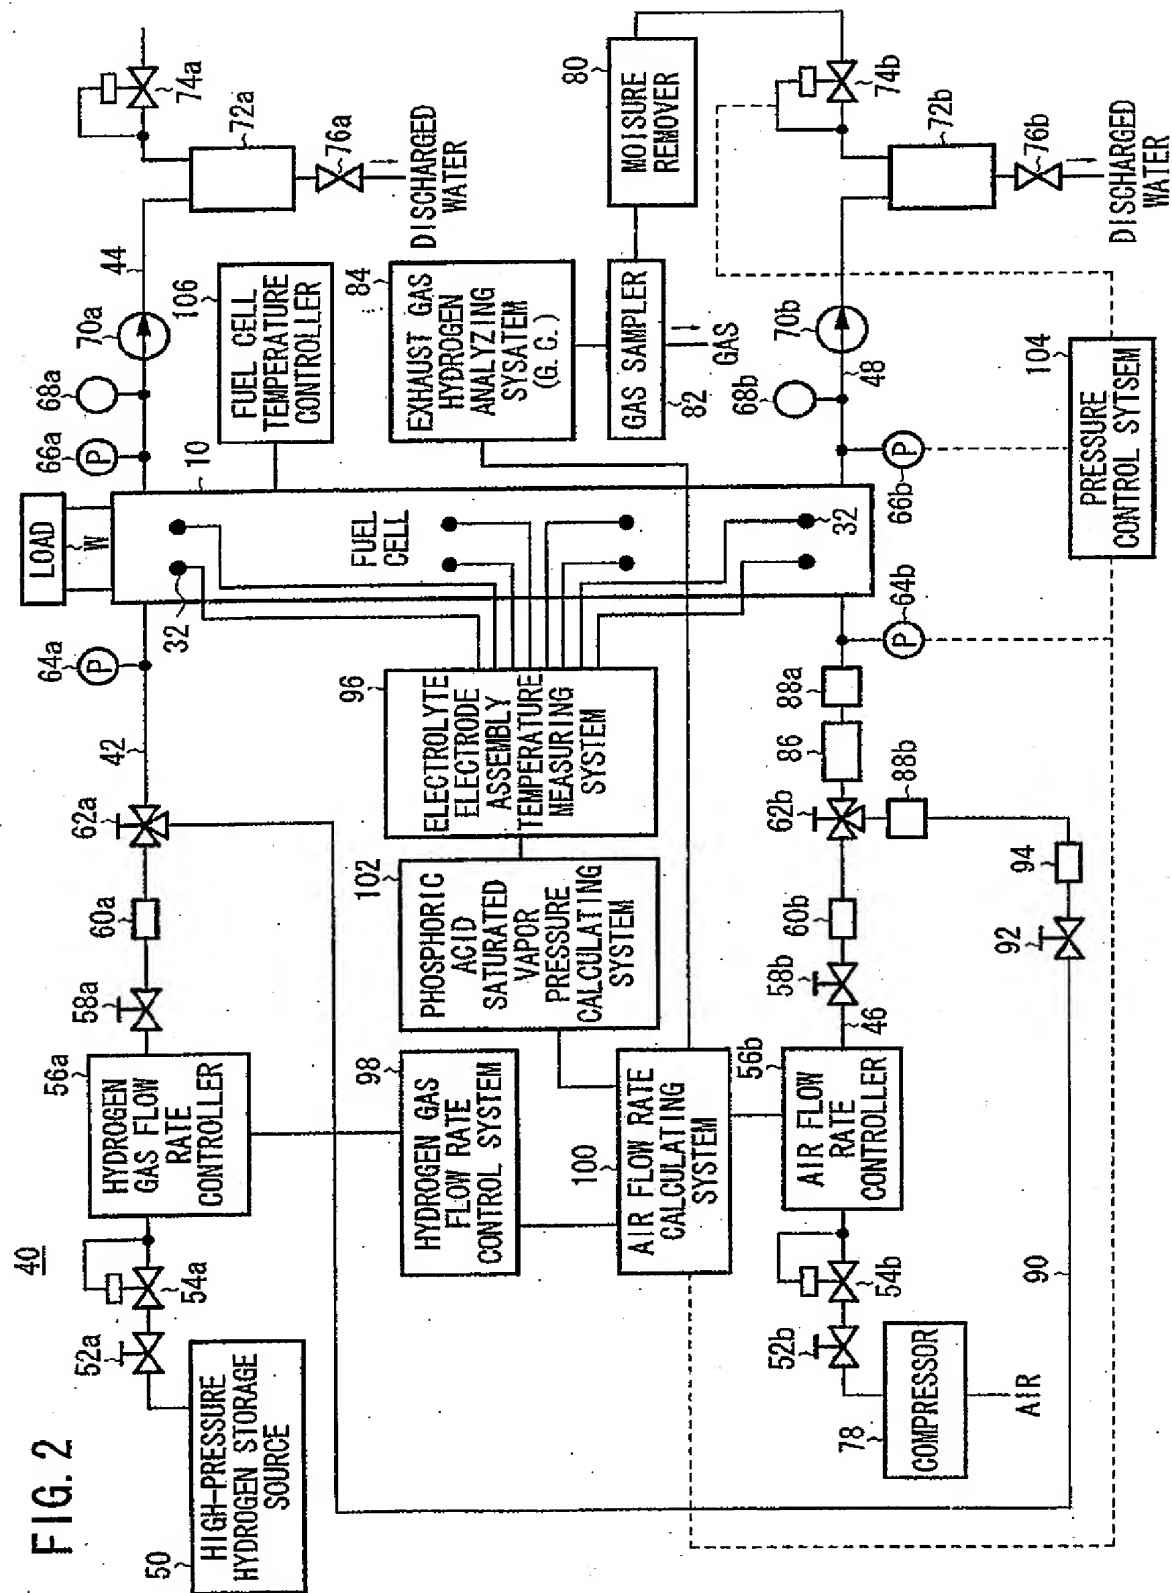 FIG. 2
40
50
HIGH-PRESSURE
HYDROGEN STORAGE
SOURCE
52a
54a
56a
HYDROGEN
GAS FLOW
RATE
CONTROLLER
58a
60a
62a
42
64a
LOAD
W
66a
68a
70a
44
72a
74a
76a
DISCHARGED
WATER
10
32
FUEL
CELL
32
106
FUEL CELL
TEMPERATURE
CONTROLLER
84
EXHAUST GAS
HYDROGEN
ANALYZING
SYSATEM
(G. C.)
80
MOISURE
REMOVER
GAS SAMPLER
82
GAS
96
ELECTROLYTE
ELECTRODE
ASSEMBLY
TEMPERATURE
MEASURING
SYSTEM
102
PHOSPHORIC
ACID
SATURATED
VAPOR
PRESSURE
CALCULATING
SYSTEM
98
HYDROGEN GAS
FLOW RATE
CONTROL SYSTEM
100
AIR FLOW RATE
CALCULATING
SYSTEM
56b
AIR FLOW
RATE
CONTROLLER
46
58b
60b
62b
86
88a
88b
64b
P
P
P
P
66b
68b
48
70b
72b
74b
76b
DISCHARGED
WATER
104
PRESSURE
CONTROL SYTSEM
94
92
90
52b
54b
78
COMPRESSOR
AIR